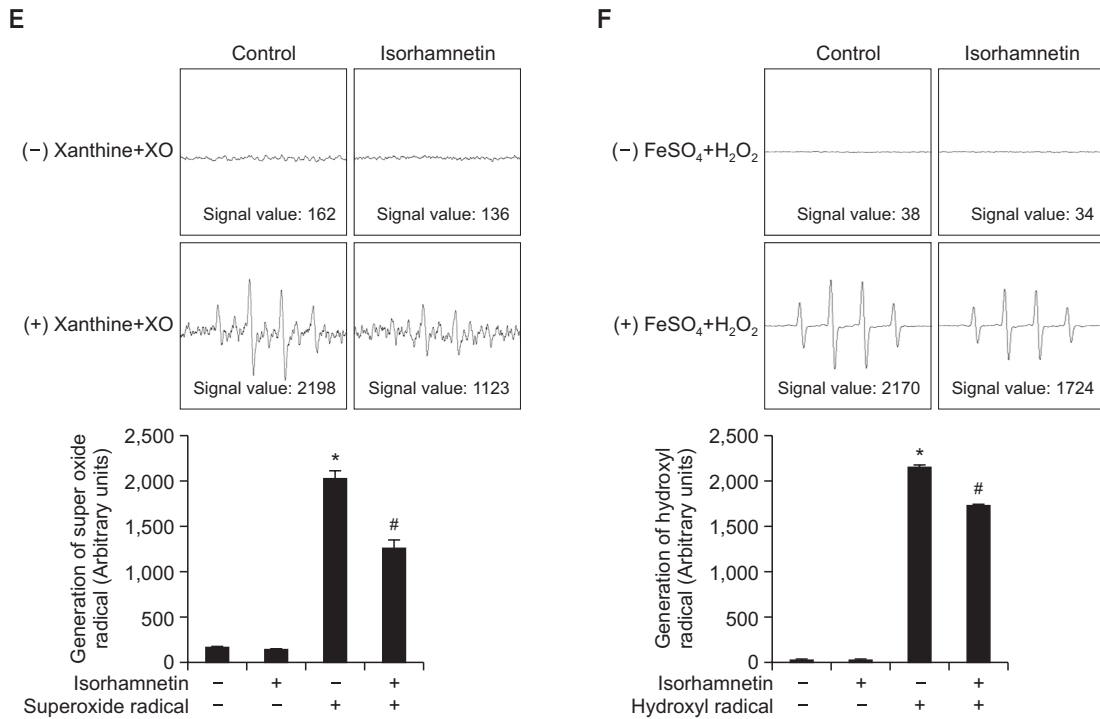 E
Control Isorhamnetin
(−) Xanthine+XO
Signal value: 162 Signal value: 136
(+) Xanthine+XO
Signal value: 2198 Signal value: 1123
Generation of super oxide
radical (Arbitrary units)
2,500
2,000
1,500
1,000
500
0
*
#
Isorhamnetin − + − +
Superoxide radical − − + +
F
Control Isorhamnetin
(−) FeSO₄+H₂O₂
Signal value: 38 Signal value: 34
(+) FeSO₄+H₂O₂
Signal value: 2170 Signal value: 1724
Generation of hydroxyl
radical (Arbitrary units)
2,500
2,000
1,500
1,000
500
0
*
#
Isorhamnetin − + − +
Hydroxyl radical − − + +